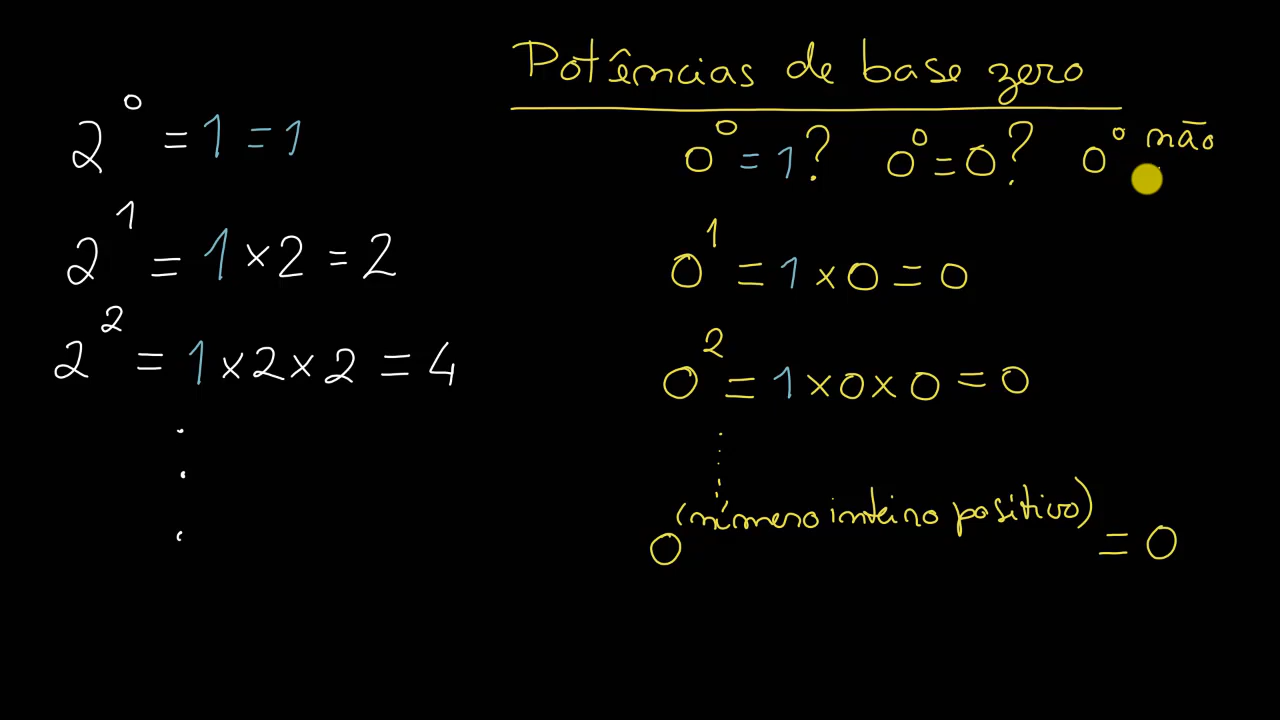 Potências de base zero
2⁰ = 1 = 1
2¹ = 1 × 2 = 2
2² = 1 × 2 × 2 = 4
.
.
.
0⁰ = 1? 0⁰ = 0? 0⁰ não
0¹ = 1 × 0 = 0
0² = 1 × 0 × 0 = 0
⋮
0^(número inteiro positivo) = 0